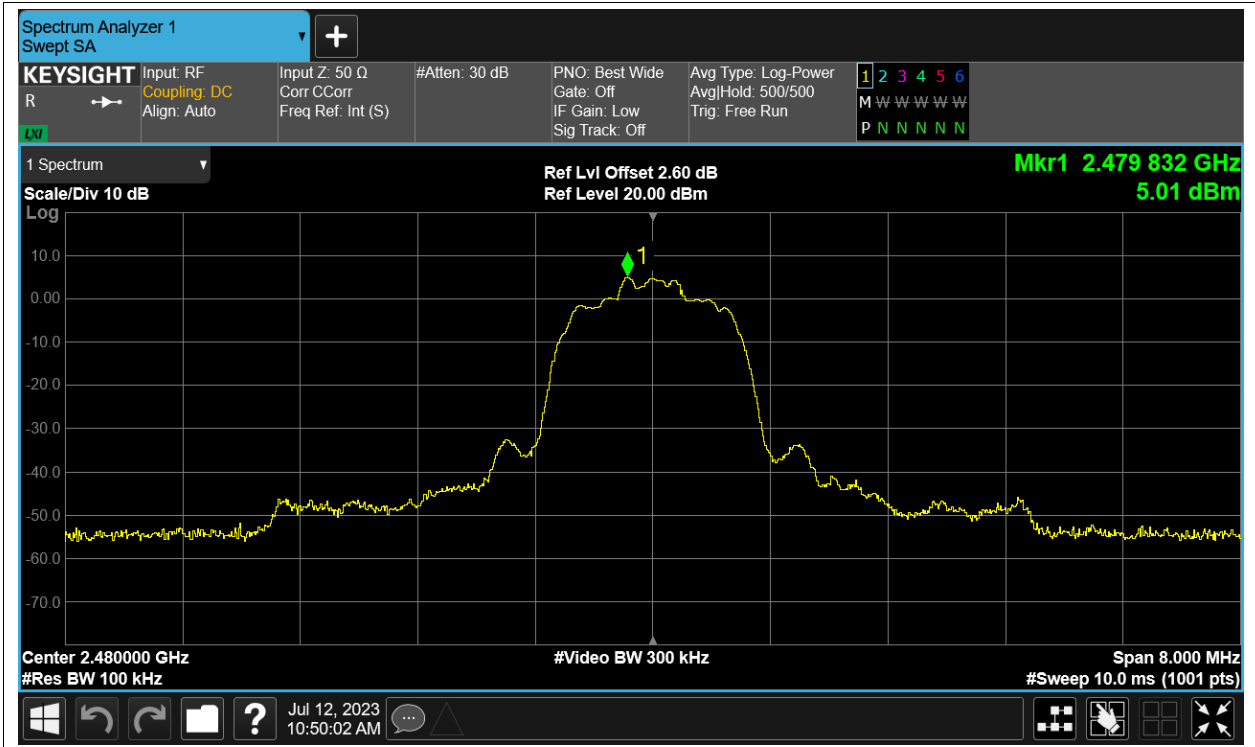 Spectrum Analyzer 1
Swept SA
+
KEYSIGHT
R
LXI
Input: RF
Coupling: DC
Align: Auto
Input Z: 50 Ω
Corr CCorr
Freq Ref: Int (S)
#Atten: 30 dB
PNO: Best Wide
Gate: Off
IF Gain: Low
Sig Track: Off
Avg Type: Log-Power
Avg|Hold: 500/500
Trig: Free Run
1 2 3 4 5 6
M W W W W W
P N N N N N
1 Spectrum
Scale/Div 10 dB
Log
Ref Lvl Offset 2.60 dB
Ref Level 20.00 dBm
Mkr1 2.479 832 GHz
5.01 dBm
1
10.0
0.00
-10.0
-20.0
-30.0
-40.0
-50.0
-60.0
-70.0
Center 2.480000 GHz
#Res BW 100 kHz
#Video BW 300 kHz
Span 8.000 MHz
#Sweep 10.0 ms (1001 pts)
?
Jul 12, 2023
10:50:02 AM